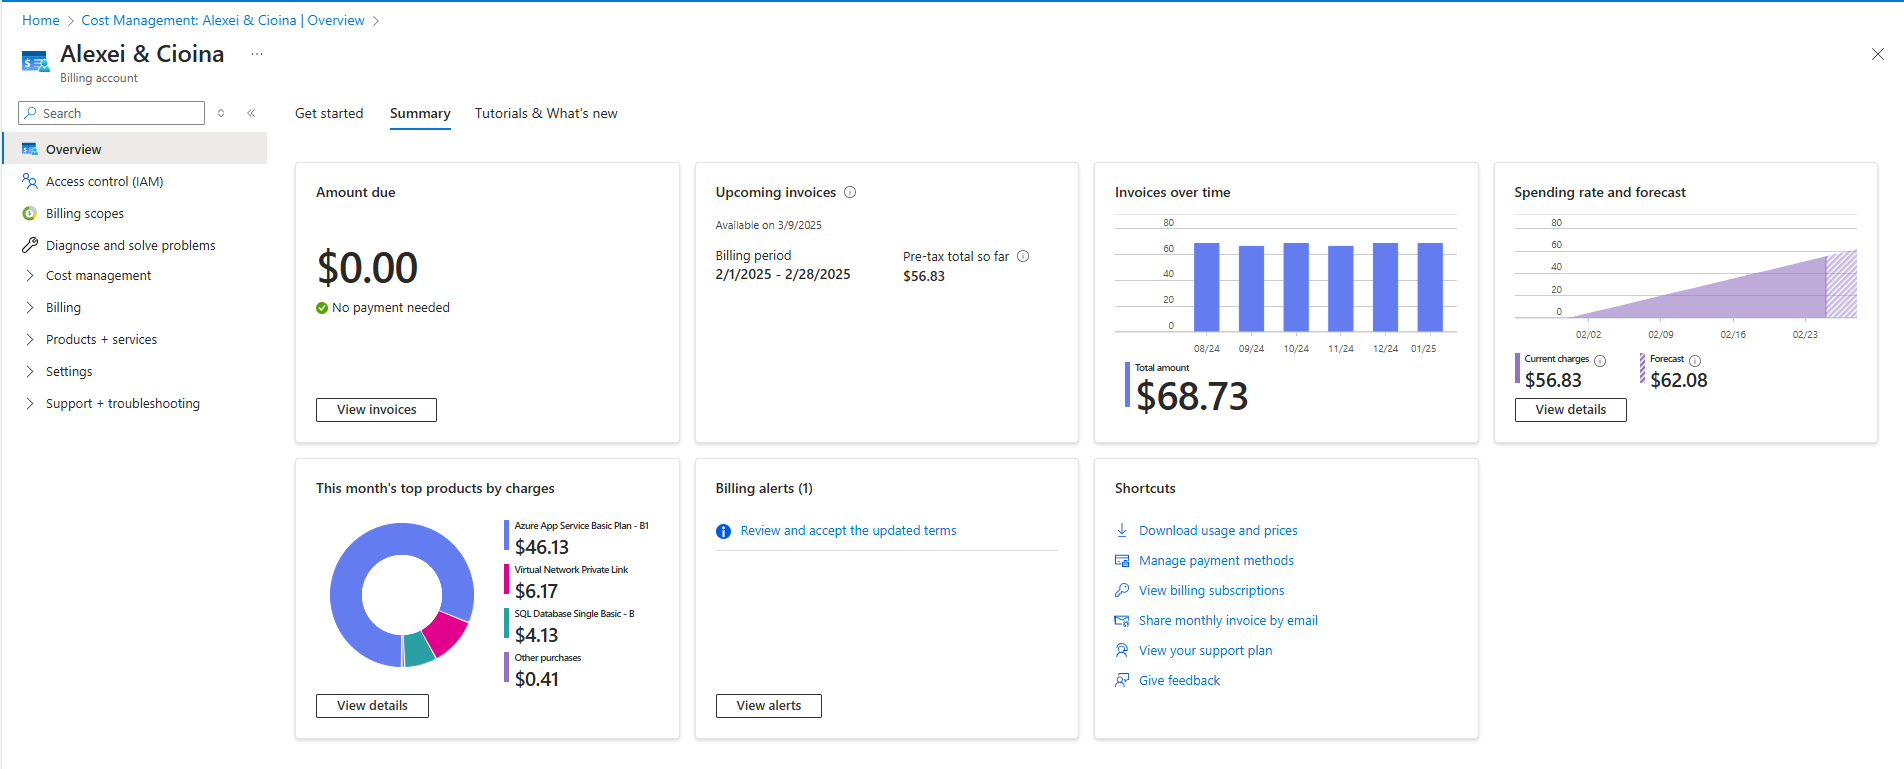 Home > Cost Management: Alexei & Cioina | Overview >
Alexei & Cioina ...
Billing account
Search
Overview
Access control (IAM)
Billing scopes
Diagnose and solve problems
Cost management
Billing
Products + services
Settings
Support + troubleshooting
Get started Summary Tutorials & What's new
Amount due
$0.00
No payment needed
View invoices
Upcoming invoices
Available on 3/9/2025
Billing period
2/1/2025 - 2/28/2025
Pre-tax total so far
$56.83
Invoices over time
80
60
40
20
0
08/24 09/24 10/24 11/24 12/24 01/25
Total amount
$68.73
Spending rate and forecast
80
60
40
20
0
02/02 02/09 02/16 02/23
Current charges
$56.83
Forecast
$62.08
View details
This month's top products by charges
Azure App Service Basic Plan - B1
$46.13
Virtual Network Private Link
$6.17
SQL Database Single Basic - B
$4.13
Other purchases
$0.41
View details
Billing alerts (1)
Review and accept the updated terms
View alerts
Shortcuts
Download usage and prices
Manage payment methods
View billing subscriptions
Share monthly invoice by email
View your support plan
Give feedback